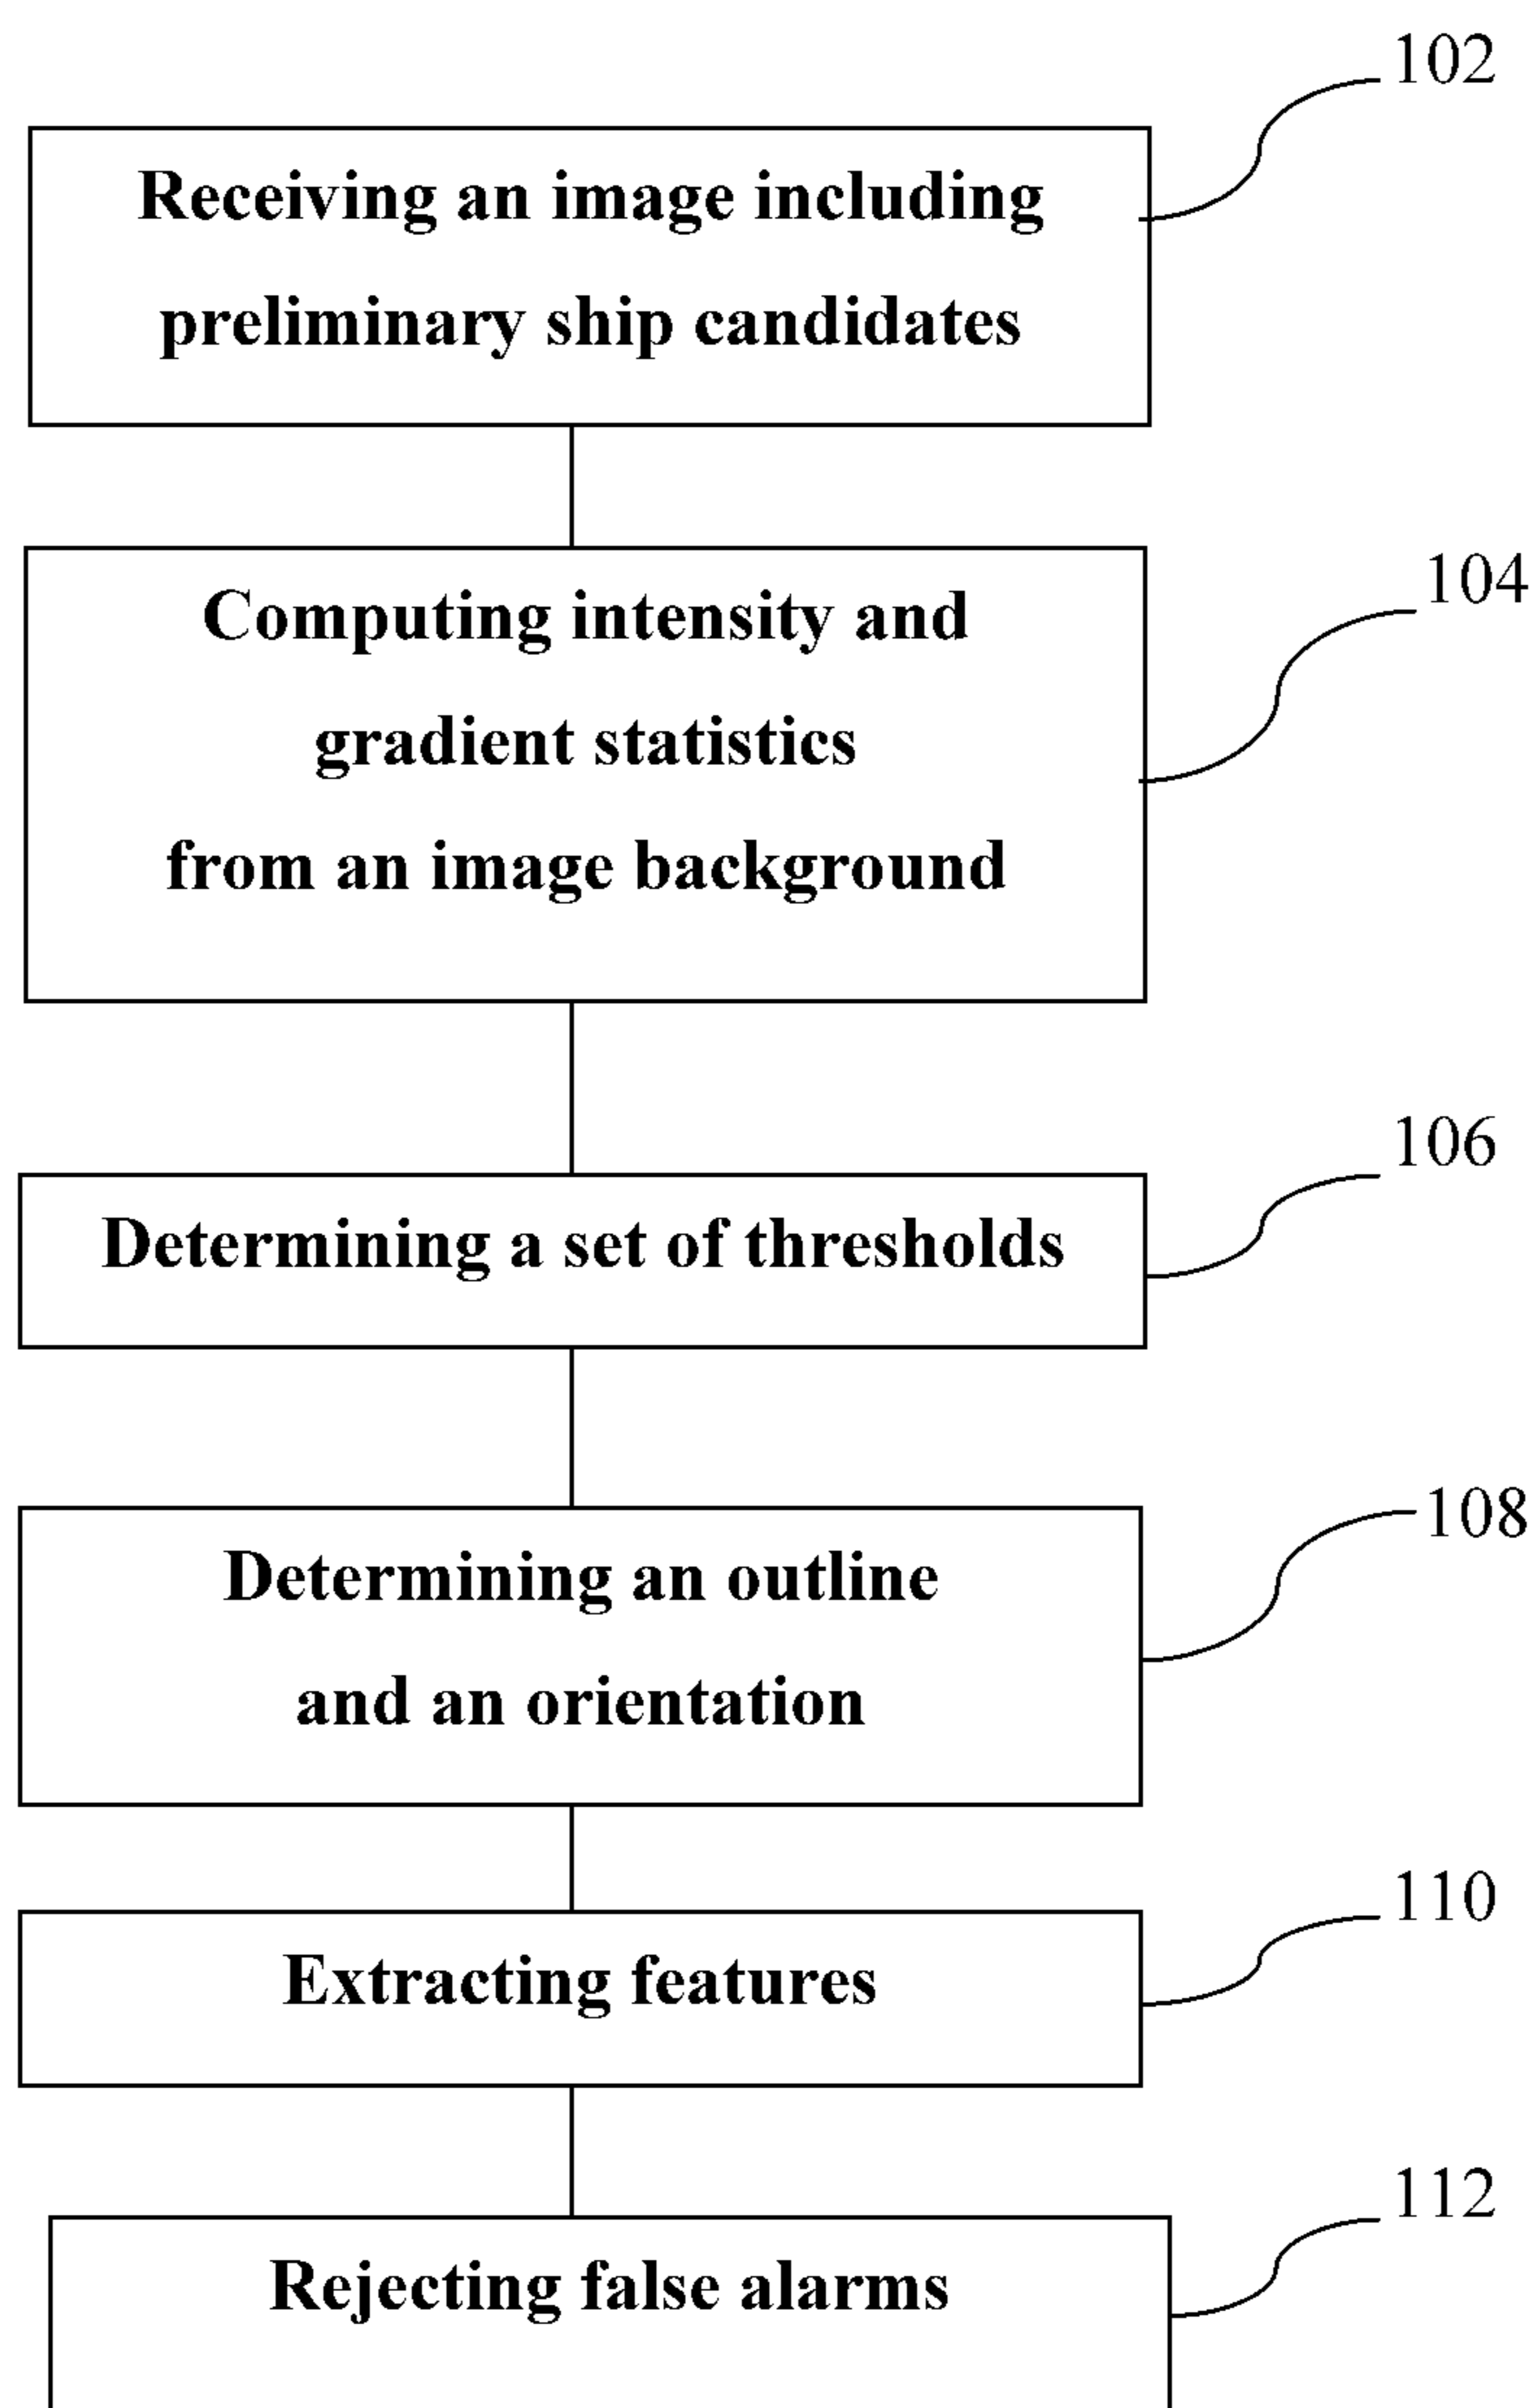 102
Receiving an image including
preliminary ship candidates
104
Computing intensity and
gradient statistics
from an image background
106
Determining a set of thresholds
108
Determining an outline
and an orientation
110
Extracting features
112
Rejecting false alarms